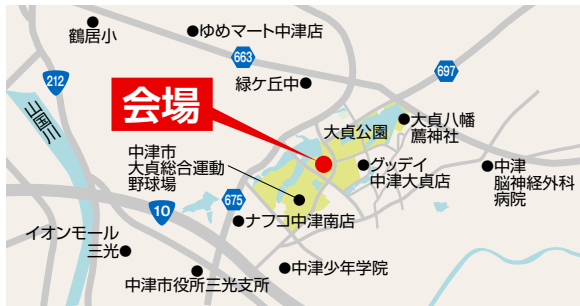 鶴居小
ゆめマート中津店
663
697
212
緑ケ丘中
会場
山国川
大貞公園
大貞八幡
薦神社
中津市
大貞総合運動
野球場
グッデイ
中津大貞店
中津
脳神経外科
病院
675
10
ナフコ中津南店
イオンモール
三光
中津少年学院
中津市役所三光支所